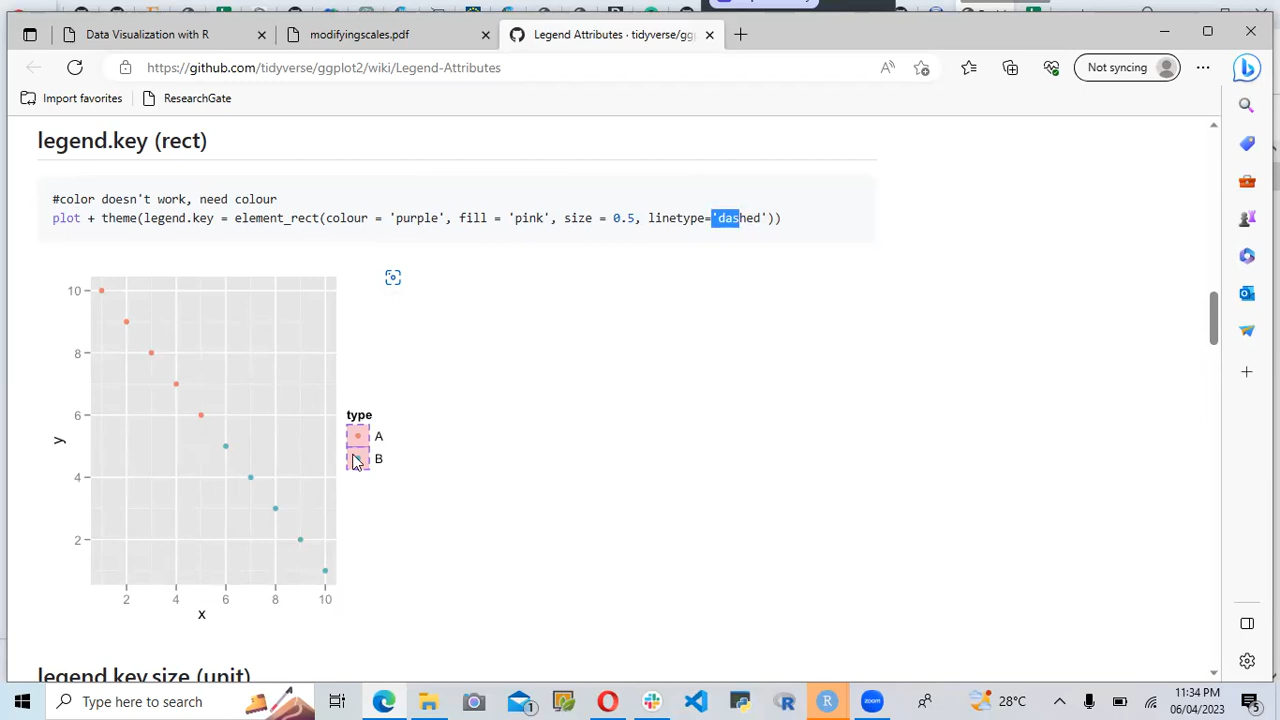 Data Visualization with R
modifyingscales.pdf
Legend Attributes · tidyverse/gg
https://github.com/tidyverse/ggplot2/wiki/Legend-Attributes
Not syncing
Import favorites
ResearchGate
legend.key (rect)
#color doesn't work, need colour
plot + theme(legend.key = element_rect(colour = 'purple', fill = 'pink', size = 0.5, linetype='dashed'))
10
8
6
4
2
y
type
A
B
2 4 6 8 10
x
legend.key.size (unit)
Type here to search
1
zoom
28°C
11:34 PM
06/04/2023
5